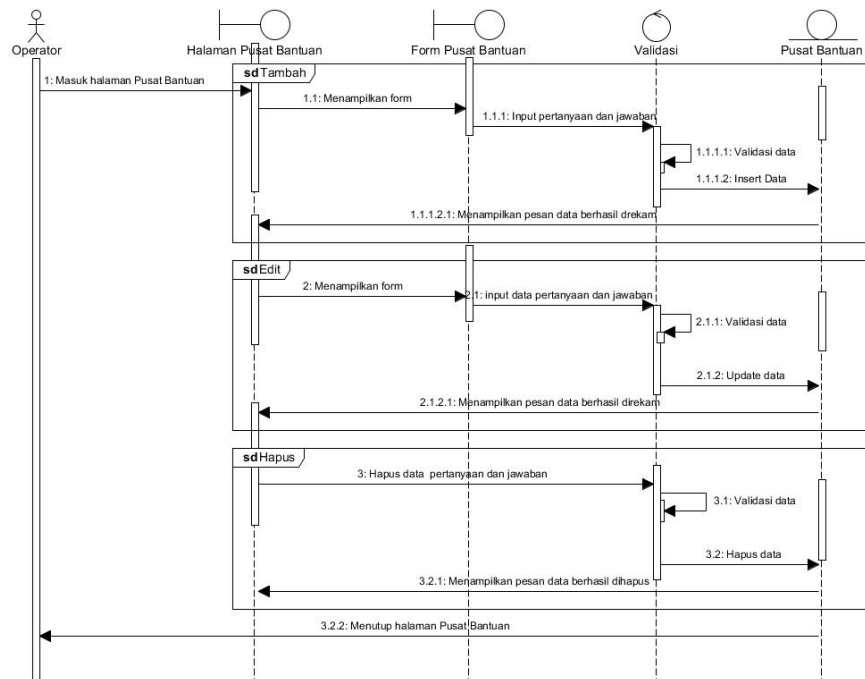 Operator
Halaman Pusat Bantuan
Form Pusat Bantuan
Validasi
Pusat Bantuan
sd Tambah
1: Masuk halaman Pusat Bantuan
1.1: Menampilkan form
1.1.1: Input pertanyaan dan jawaban
1.1.1.1: Validasi data
1.1.1.2: Insert Data
1.1.1.2.1: Menampilkan pesan data berhasil drekam
sd Edit
2: Menampilkan form
2.1: input data pertanyaan dan jawaban
2.1.1: Validasi data
2.1.2: Update data
2.1.2.1: Menampilkan pesan data berhasil direkam
sd Hapus
3: Hapus data pertanyaan dan jawaban
3.1: Validasi data
3.2: Hapus data
3.2.1: Menampilkan pesan data berhasil dihapus
3.2.2: Menutup halaman Pusat Bantuan